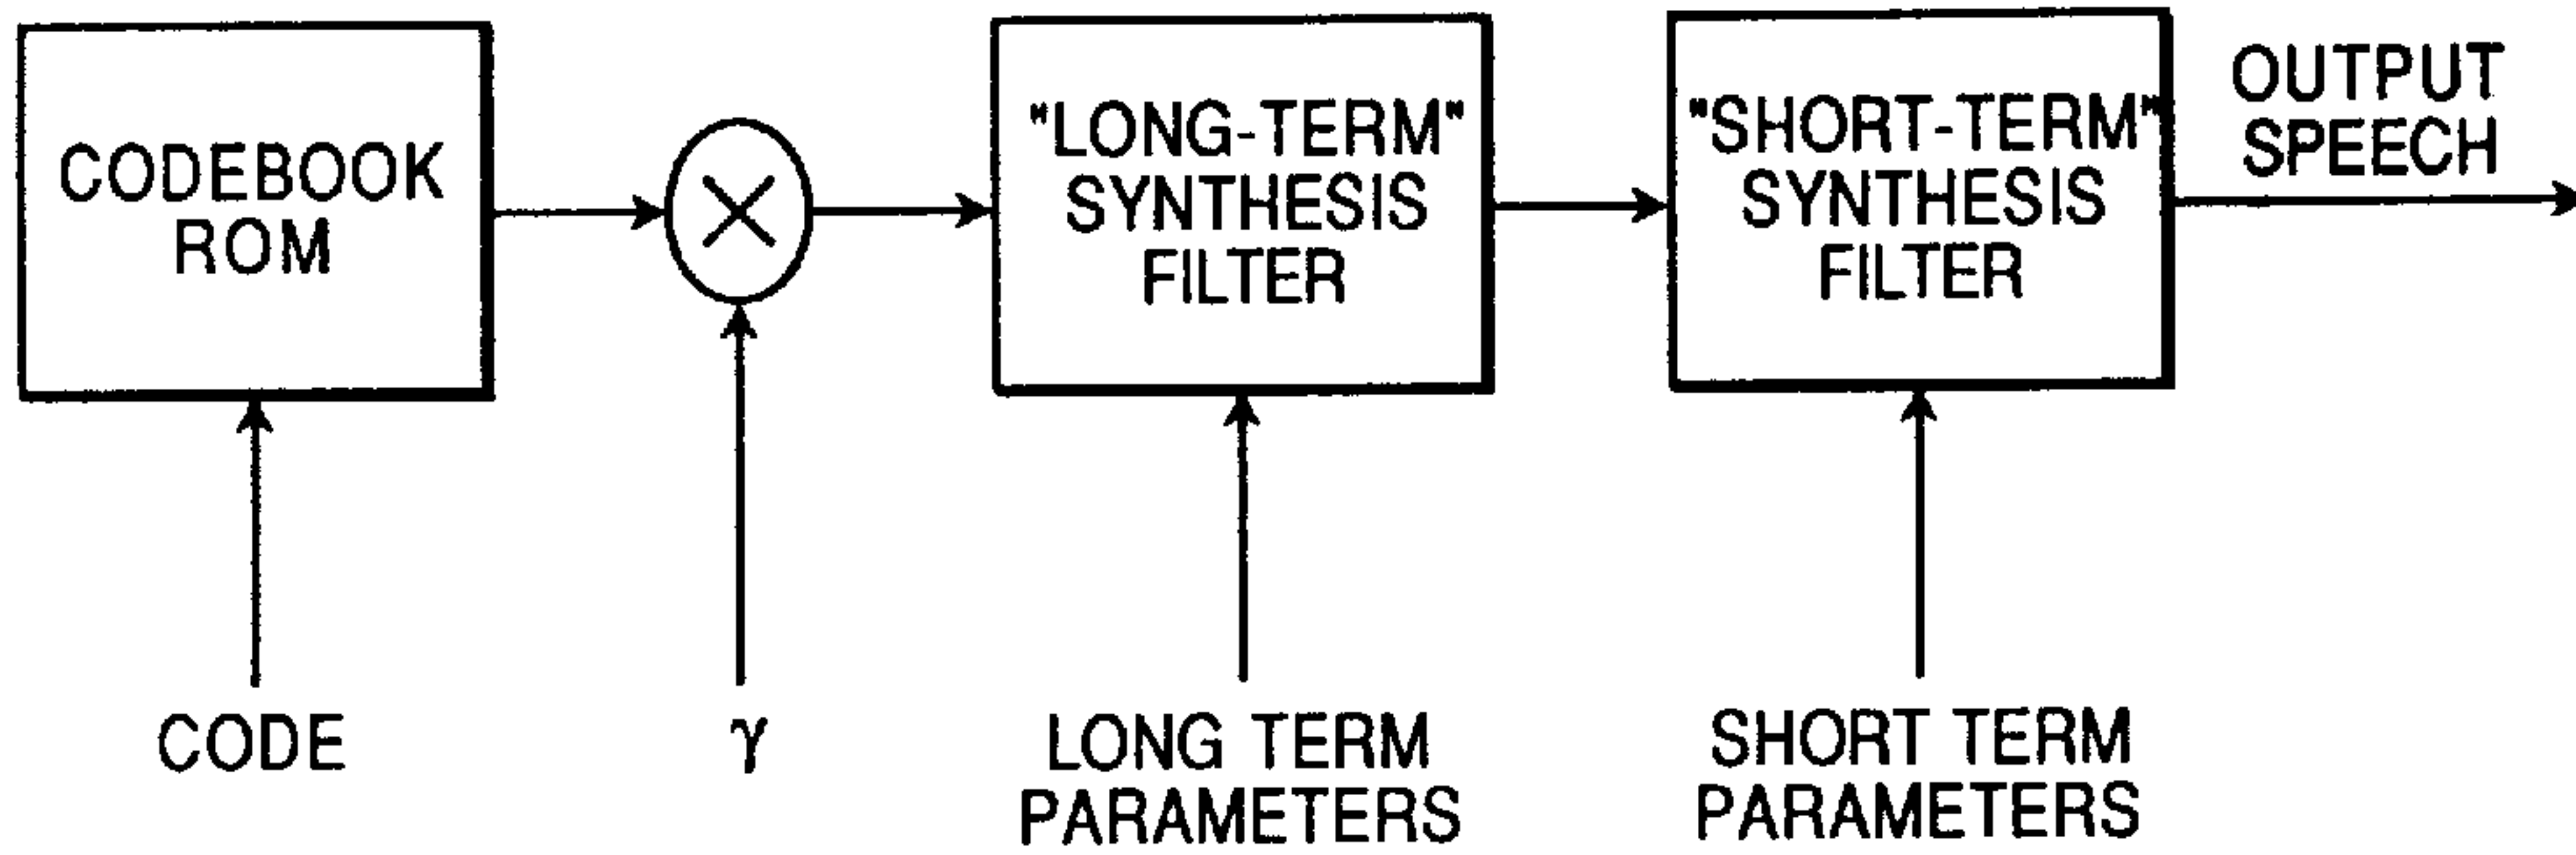 CODEBOOK
ROM
"LONG-TERM"
SYNTHESIS
FILTER
"SHORT-TERM"
SYNTHESIS
FILTER
OUTPUT
SPEECH
CODE
γ
LONG TERM
PARAMETERS
SHORT TERM
PARAMETERS